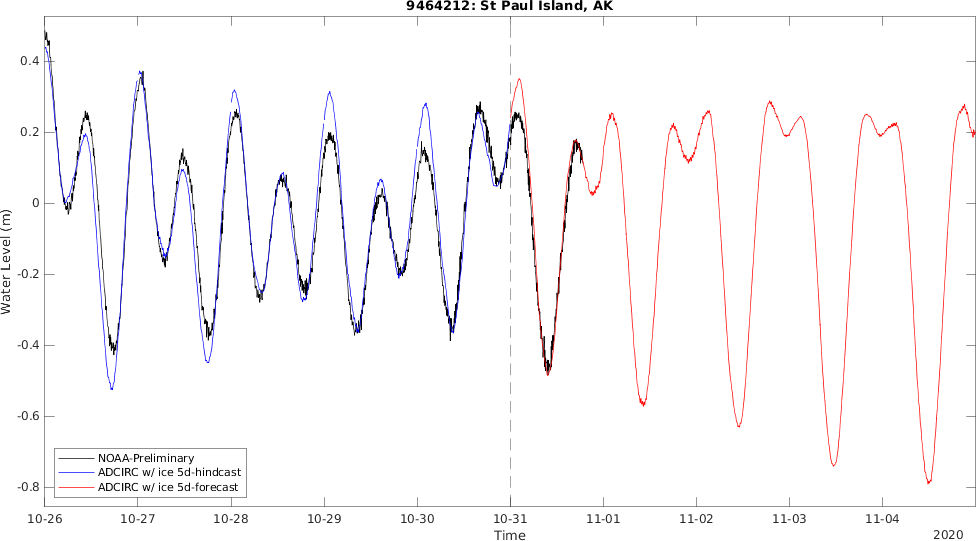 9464212: St Paul Island, AK
Water Level (m)
0.4
0.2
0
-0.2
-0.4
-0.6
-0.8
NOAA-Preliminary
ADCIRC w/ ice 5d-hindcast
ADCIRC w/ ice 5d-forecast
10-26 10-27 10-28 10-29 10-30 10-31 11-01 11-02 11-03 11-04
Time
2020